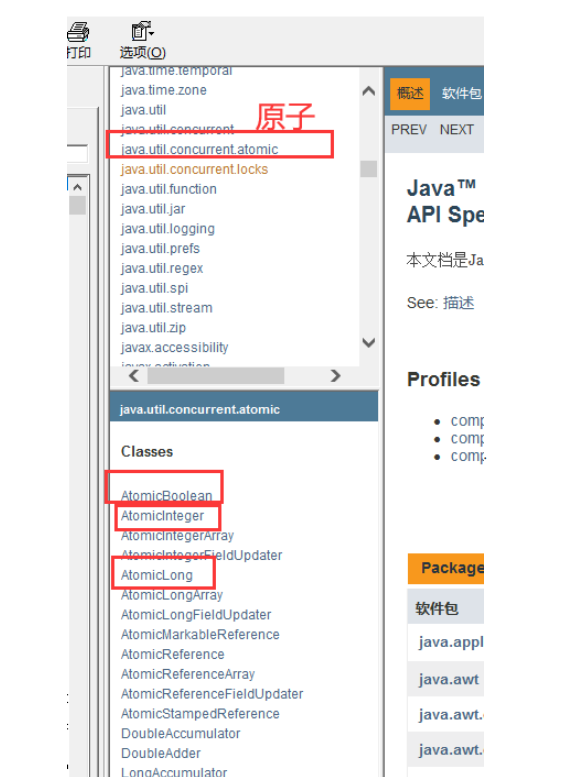 打印
选项(O)
java.time.temporal
java.time.zone
java.util
java.util.concurrent
原子
java.util.concurrent.atomic
java.util.concurrent.locks
java.util.function
java.util.jar
java.util.logging
java.util.prefs
java.util.regex
java.util.spi
java.util.stream
java.util.zip
javax.accessibility
javax.activation
java.util.concurrent.atomic
Classes
AtomicBoolean
AtomicInteger
AtomicIntegerArray
AtomicIntegerFieldUpdater
AtomicLong
AtomicLongArray
AtomicLongFieldUpdater
AtomicMarkableReference
AtomicReference
AtomicReferenceArray
AtomicReferenceFieldUpdater
AtomicStampedReference
DoubleAccumulator
DoubleAdder
LongAccumulator
概述 软件包
PREV NEXT
Java™
API Spe
本文档是Ja
See: 描述
Profiles
comp
comp
comp
Package
软件包
java.appl
java.awt
java.awt.
java.awt.